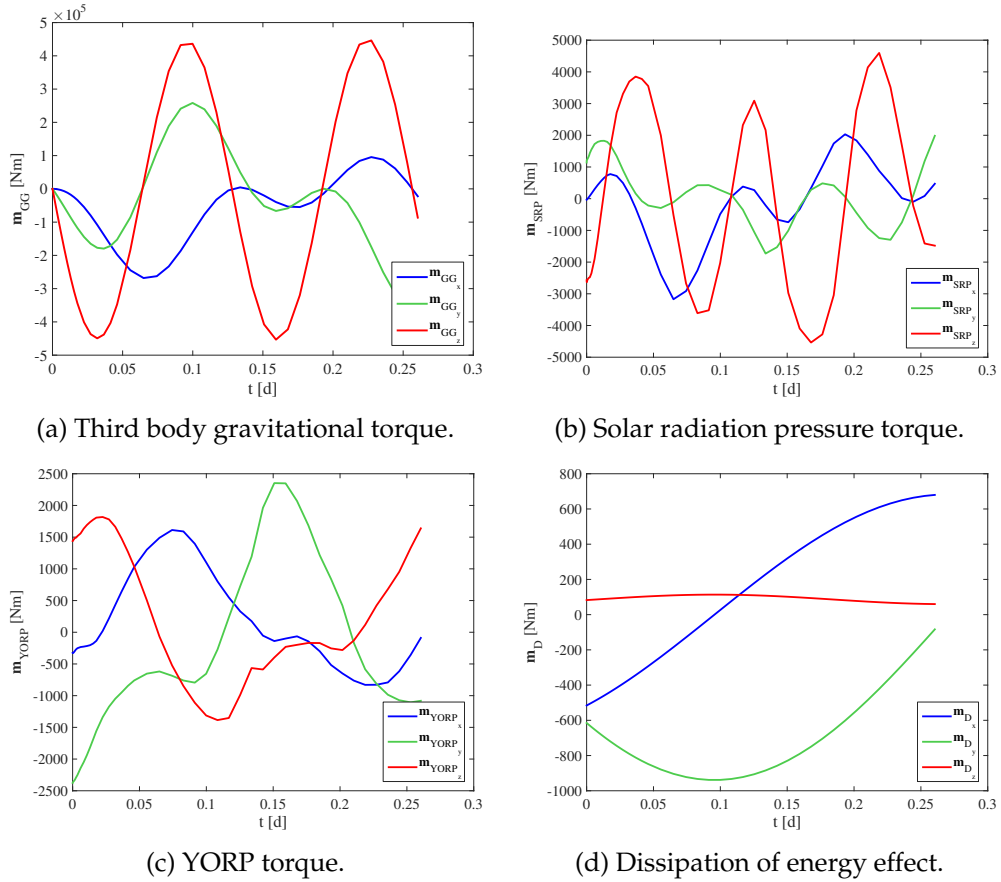 ×10⁵
5
4
3
2
1
0
-1
-2
-3
-4
-5
m_GG [Nm]
0 0.05 0.1 0.15 0.2 0.25 0.3
t [d]
m_GG_x
m_GG_y
m_GG_z
(a) Third body gravitational torque.
5000
4000
3000
2000
1000
0
-1000
-2000
-3000
-4000
-5000
m_SRP [Nm]
0 0.05 0.1 0.15 0.2 0.25 0.3
t [d]
m_SRP_x
m_SRP_y
m_SRP_z
(b) Solar radiation pressure torque.
2500
2000
1500
1000
500
0
-500
-1000
-1500
-2000
-2500
m_YORP [Nm]
0 0.05 0.1 0.15 0.2 0.25 0.3
t [d]
m_YORP_x
m_YORP_y
m_YORP_z
(c) YORP torque.
800
600
400
200
0
-200
-400
-600
-800
-1000
m_D [Nm]
0 0.05 0.1 0.15 0.2 0.25 0.3
t [d]
m_D_x
m_D_y
m_D_z
(d) Dissipation of energy effect.